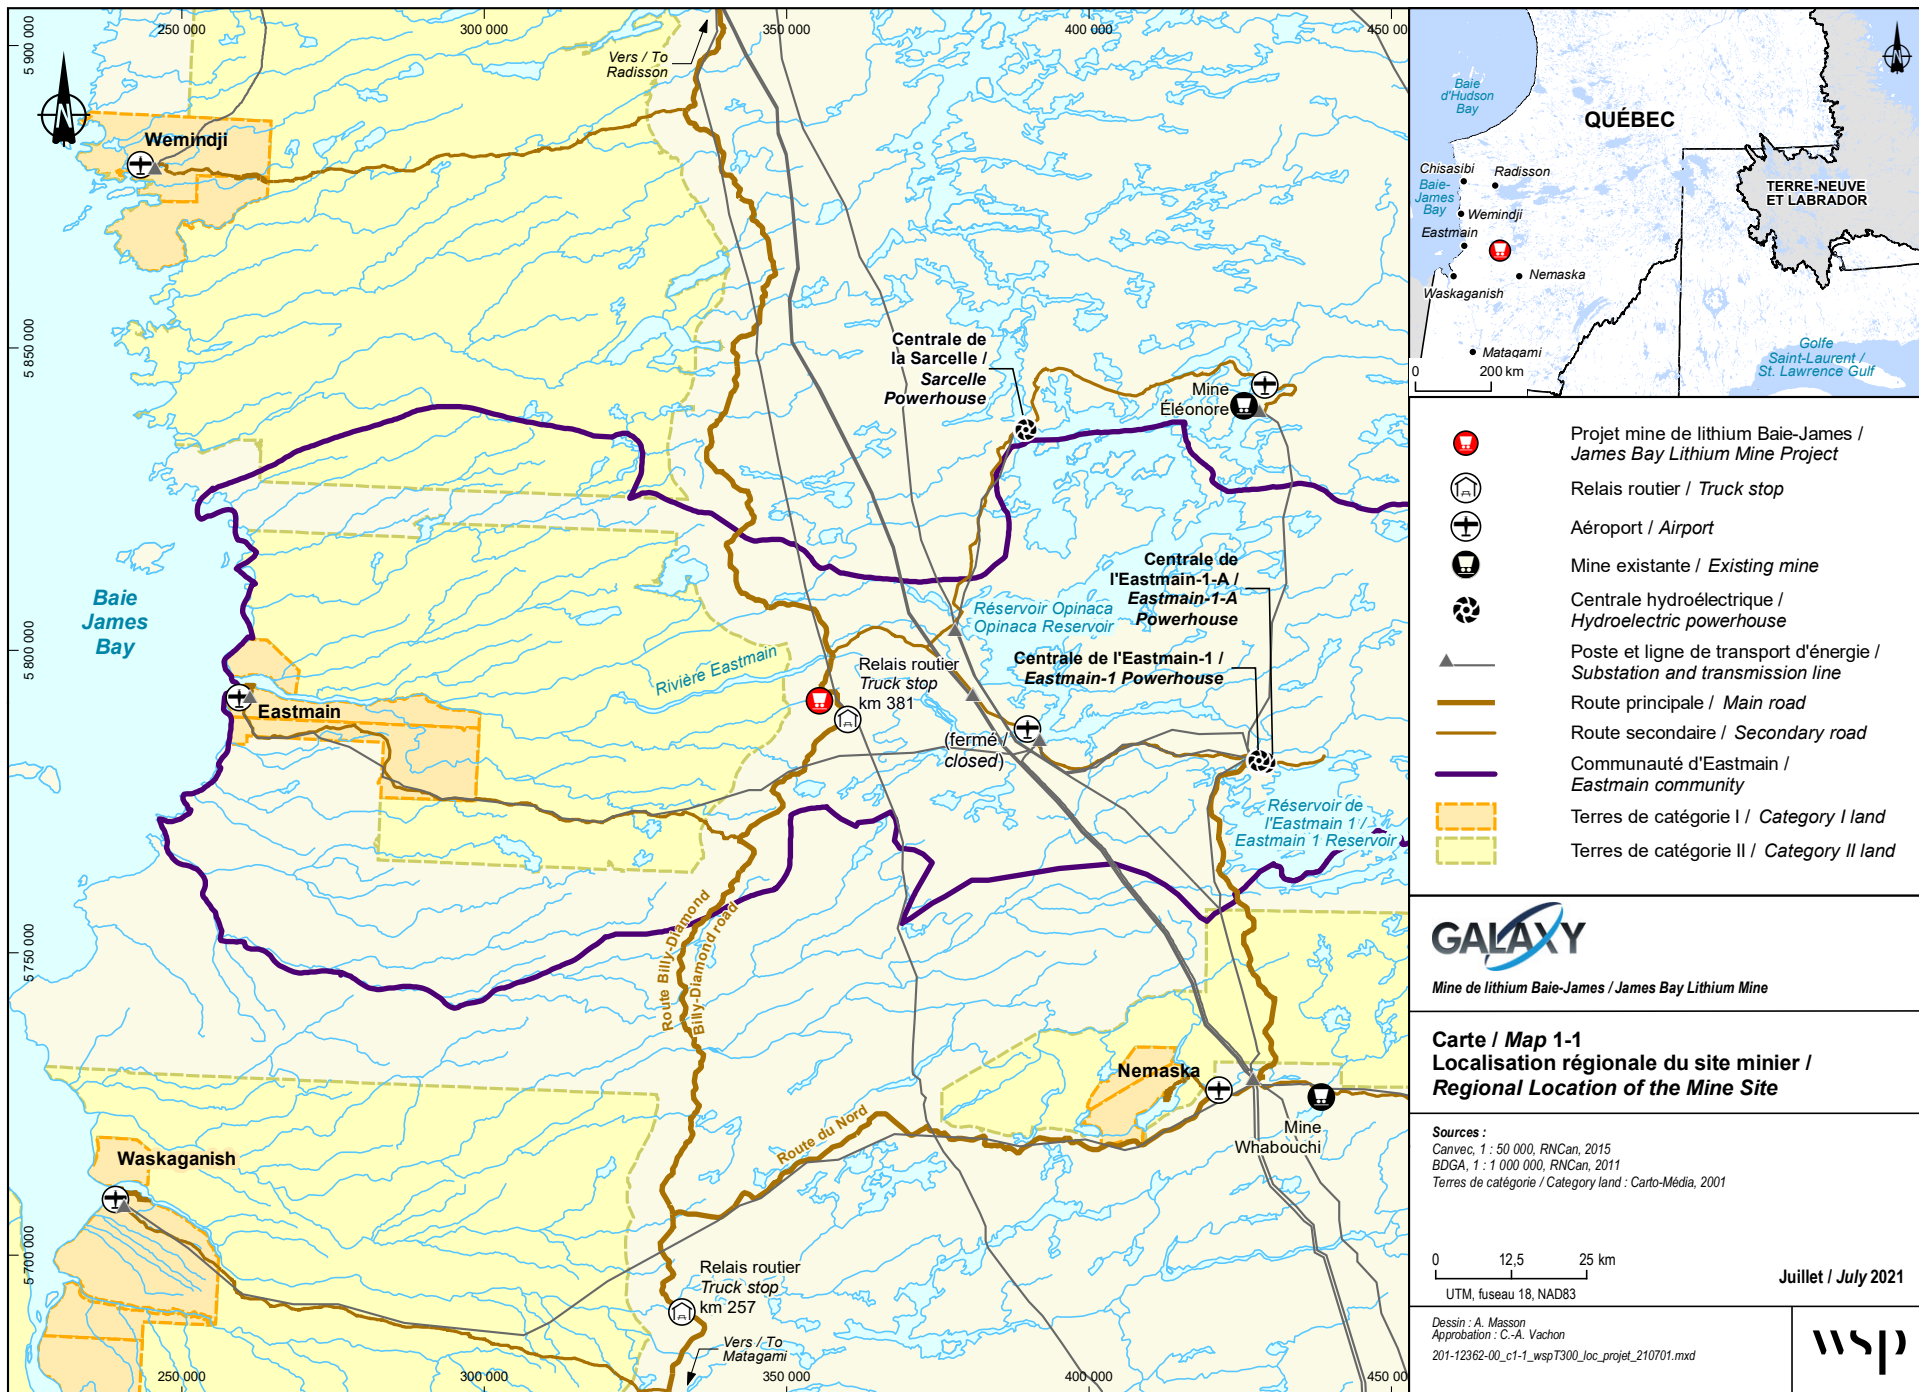 250 000
300 000
350 000
400 000
450 00
5 900 000
5 850 000
5 800 000
5 750 000
5 700 000
Vers / To
Radisson
N
Wemindji
Centrale de
la Sarcelle /
Sarcelle
Powerhouse
Mine
Éléonore
Baie
James
Bay
Centrale de
l'Eastmain-1-A /
Eastmain-1-A
Powerhouse
Réservoir Opinaca
Opinaca Reservoir
Rivière Eastmain
Relais routier
Truck stop
km 381
Centrale de l'Eastmain-1 /
Eastmain-1 Powerhouse
Eastmain
(fermé /
closed)
Réservoir de
l'Eastmain 1 /
Eastmain 1 Reservoir
Route Billy-Diamond
Billy-Diamond road
Nemaska
Route du Nord
Mine
Whabouchi
Waskaganish
Relais routier
Truck stop
km 257
Vers / To
Matagami
250 000
300 000
350 000
400 000
450 000
Baie
d'Hudson
Bay
QUÉBEC
N
Chisasibi
Radisson
Baie-
James
Bay
Wemindji
TERRE-NEUVE
ET LABRADOR
Eastmain
Nemaska
Waskaganish
Matagami
Golfe
Saint-Laurent /
St. Lawrence Gulf
0 200 km
Projet mine de lithium Baie-James /
James Bay Lithium Mine Project
Relais routier / Truck stop
Aéroport / Airport
Mine existante / Existing mine
Centrale hydroélectrique /
Hydroelectric powerhouse
Poste et ligne de transport d'énergie /
Substation and transmission line
Route principale / Main road
Route secondaire / Secondary road
Communauté d'Eastmain /
Eastmain community
Terres de catégorie I / Category I land
Terres de catégorie II / Category II land
GALAXY
Mine de lithium Baie-James / James Bay Lithium Mine
Carte / Map 1-1
Localisation régionale du site minier /
Regional Location of the Mine Site
Sources :
Canvec, 1 : 50 000, RNCan, 2015
BDGA, 1 : 1 000 000, RNCan, 2011
Terres de catégorie / Category land : Carto-Média, 2001
0 12,5 25 km
UTM, fuseau 18, NAD83
Juillet / July 2021
Dessin : A. Masson
Approbation : C.-A. Vachon
201-12362-00_c1-1_wspT300_loc_projet_210701.mxd
wsp